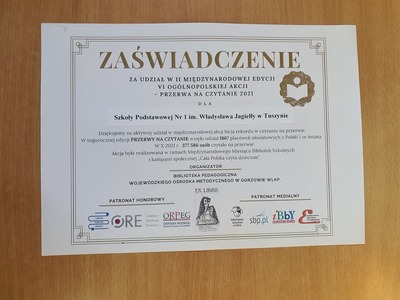 ZAŚWIADCZENIE
ZA UDZIAŁ W II MIĘDZYNARODOWEJ EDYCJI
VI OGÓLNOPOLSKIEJ AKCJI
- PRZERWA NA CZYTANIE 2021
DLA
Szkoły Podstawowej Nr 1 im. Władysława Jagiełły w Tuszynie
Dziękujemy za aktywny udział w międzynarodowej akcji bicia rekordu w czytaniu na przerwie.
W tegorocznej edycji PRZERWY NA CZYTANIE wzięło udział 1807 placówek oświatowych z Polski i ze świata.
W X 2021 r. 377 586 osób czytało na przerwie.
Akcja była realizowana w ramach Międzynarodowego Miesiąca Bibliotek Szkolnych
i kampanii społecznej „Cała Polska czyta dzieciom”.
ORGANIZATOR
BIBLIOTEKA PEDAGOGICZNA
WOJEWÓDZKIEGO OŚRODKA METODYCZNEGO W GORZOWIE WLKP.
EX LIBRIS
PATRONAT HONOROWY
PATRONAT MEDIALNY
ORE
sbp.pl
IBBY